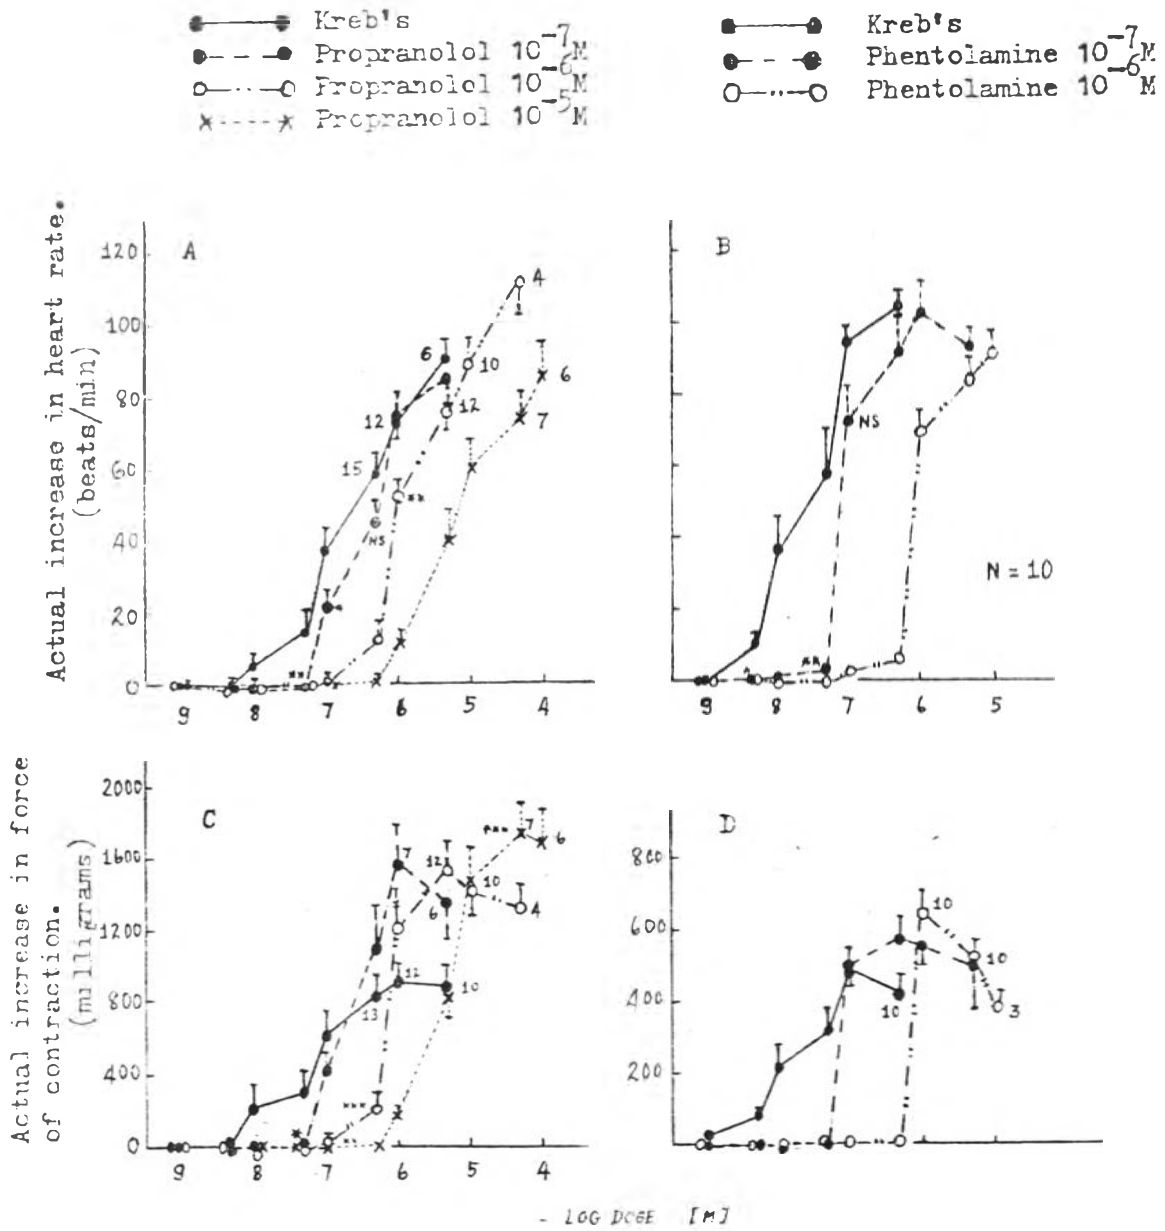 Kreb's
Propranolol 10⁻⁷M
Propranolol 10⁻⁶M
Propranolol 10⁻⁵M
Kreb's
Phentolamine 10⁻⁷M
Phentolamine 10⁻⁶M
Actual increase in heart rate.
(beats/min)
A
120
100
80
60
40
20
0
4
6
10
6
12
12
7
15
**
6
NS
**
9 8 7 6 5 4
B
NS
N = 10
**
9 8 7 6 5
Actual increase in force
of contraction.
(milligrams)
C
2000
1600
1200
800
400
0
7
***
7
6
12
10
6
4
12
10
13
***
**
9 8 7 6 5 4
D
800
600
400
200
10
10
10
3
- LOG DOSE [M]